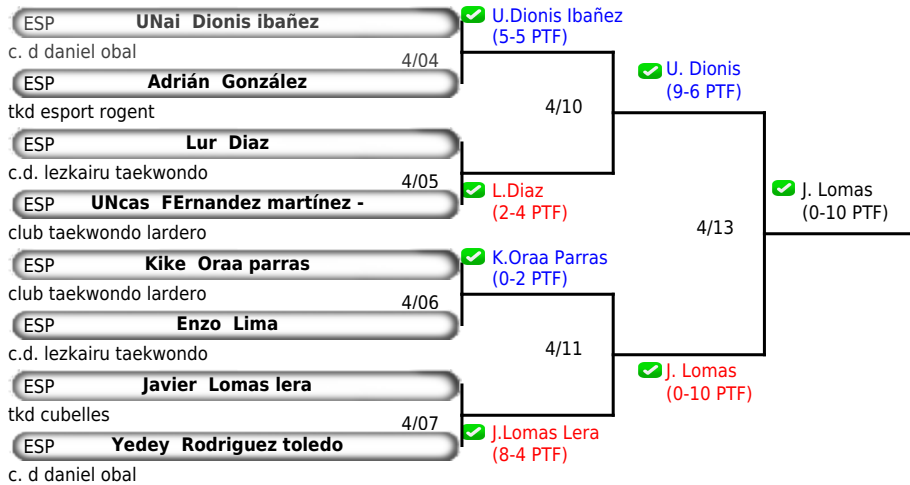 ESP UNai Dionis ibañez
c. d daniel obal
4/04
ESP Adrián González
tkd esport rogent
ESP Lur Diaz
c.d. lezkairu taekwondo
4/05
ESP UNcas FErnandez martínez -
club taekwondo lardero
ESP Kike Oraa parras
club taekwondo lardero
4/06
ESP Enzo Lima
c.d. lezkairu taekwondo
ESP Javier Lomas lera
tkd cubelles
4/07
ESP Yedey Rodriguez toledo
c. d daniel obal
U.Dionis Ibañez
(5-5 PTF)
4/10
L.Diaz
(2-4 PTF)
K.Oraa Parras
(0-2 PTF)
4/11
J.Lomas Lera
(8-4 PTF)
U. Dionis
(9-6 PTF)
4/13
J. Lomas
(0-10 PTF)
J. Lomas
(0-10 PTF)